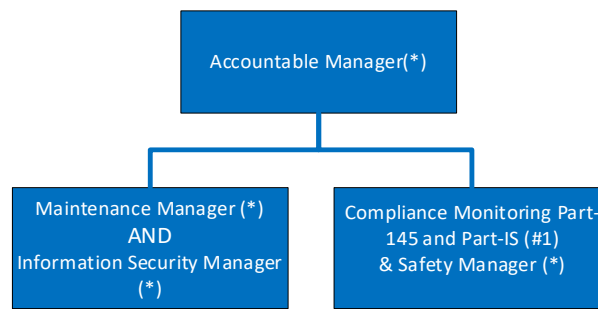 Accountable Manager(*)
Maintenance Manager (*)
AND
Information Security Manager
(*)
Compliance Monitoring Part-
145 and Part-IS (#1)
& Safety Manager (*)